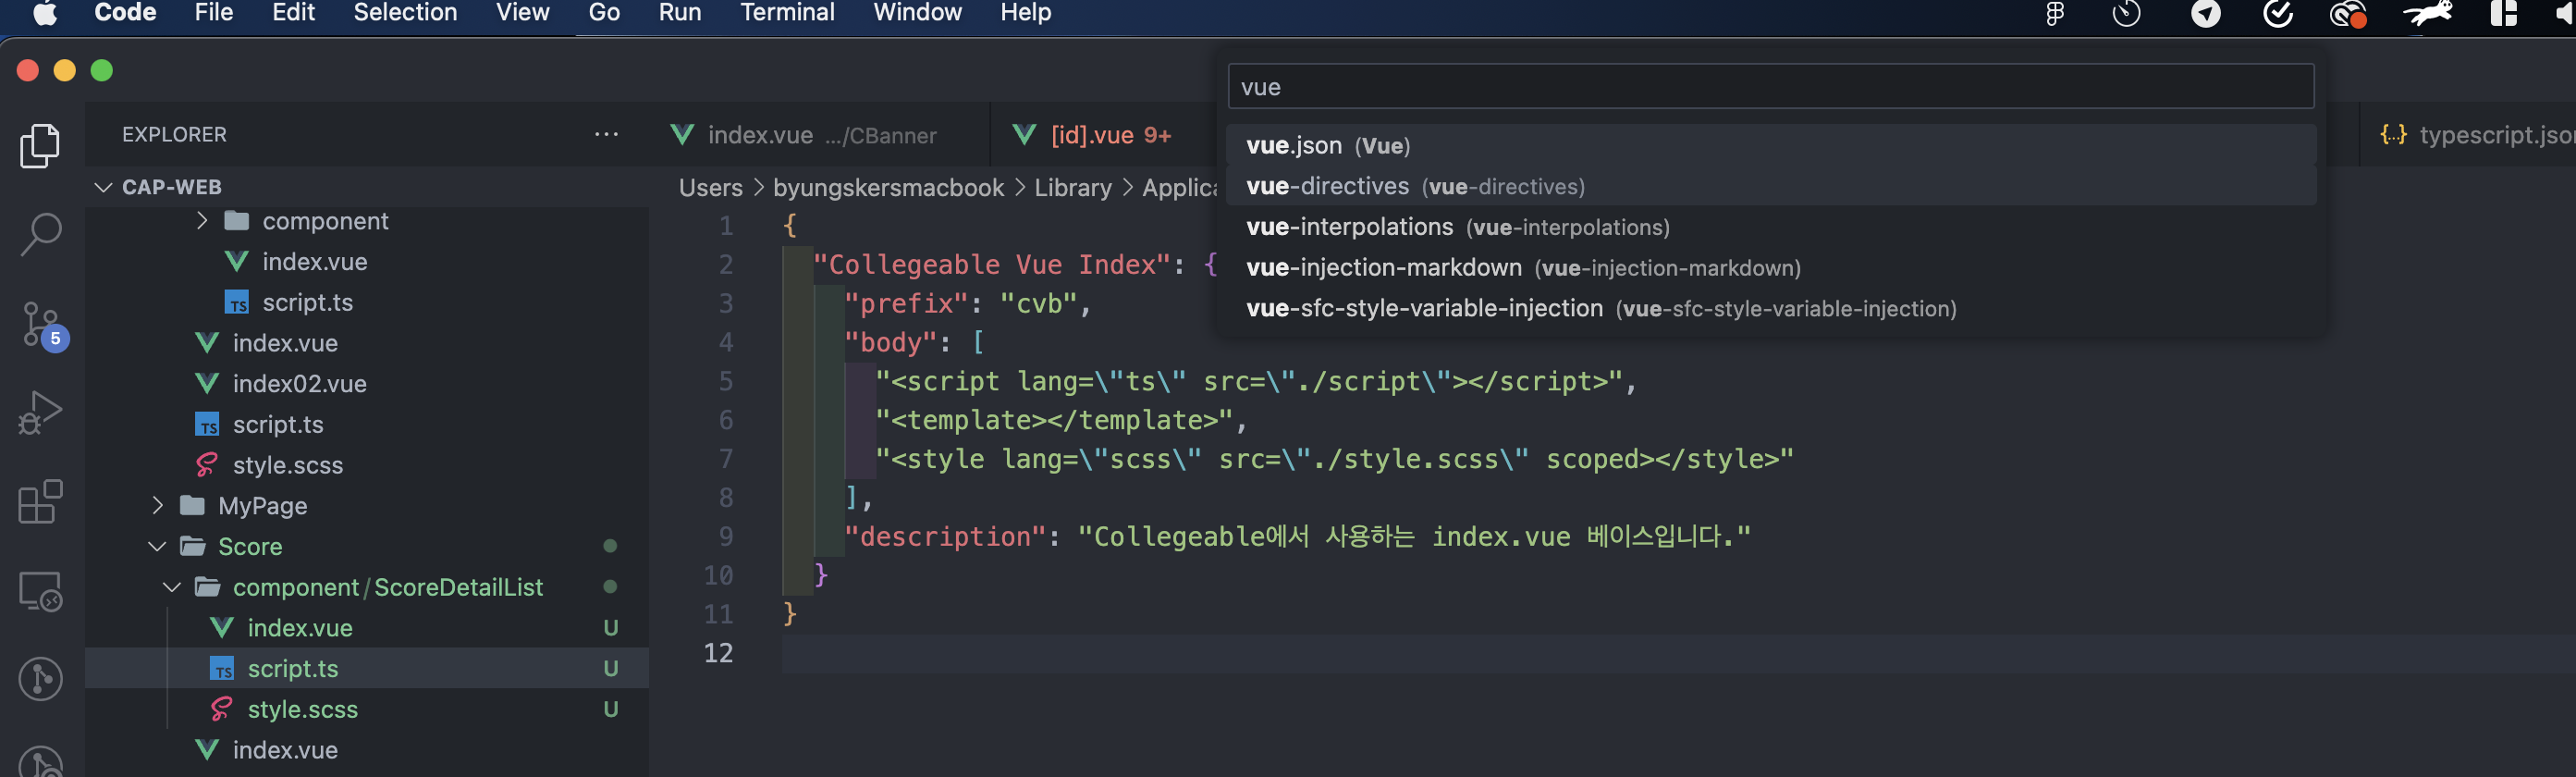 Code File Edit Selection View Go Run Terminal Window Help
vue
vue.json (Vue)
vue-directives (vue-directives)
vue-interpolations (vue-interpolations)
vue-injection-markdown (vue-injection-markdown)
vue-sfc-style-variable-injection (vue-sfc-style-variable-injection)
EXPLORER ···
CAP-WEB
component
index.vue
TS script.ts
index.vue
index02.vue
TS script.ts
style.scss
MyPage
Score
component/ScoreDetailList
index.vue U
TS script.ts U
style.scss U
index.vue
5
index.vue .../CBanner
[id].vue 9+
{..}
Users > byungskersmacbook > Library >
1 {
2 "Collegeable Vue Index": {
3 "prefix": "cvb",
4 "body": [
5 "<script lang=\"ts\" src=\"./script\"></script>",
6 "<template></template>",
7 "<style lang=\"scss\" src=\"./style.scss\" scoped></style>"
8 ],
9 "description": "Collegeable에서 사용하는 index.vue 베이스입니다."
10 }
11 }
12